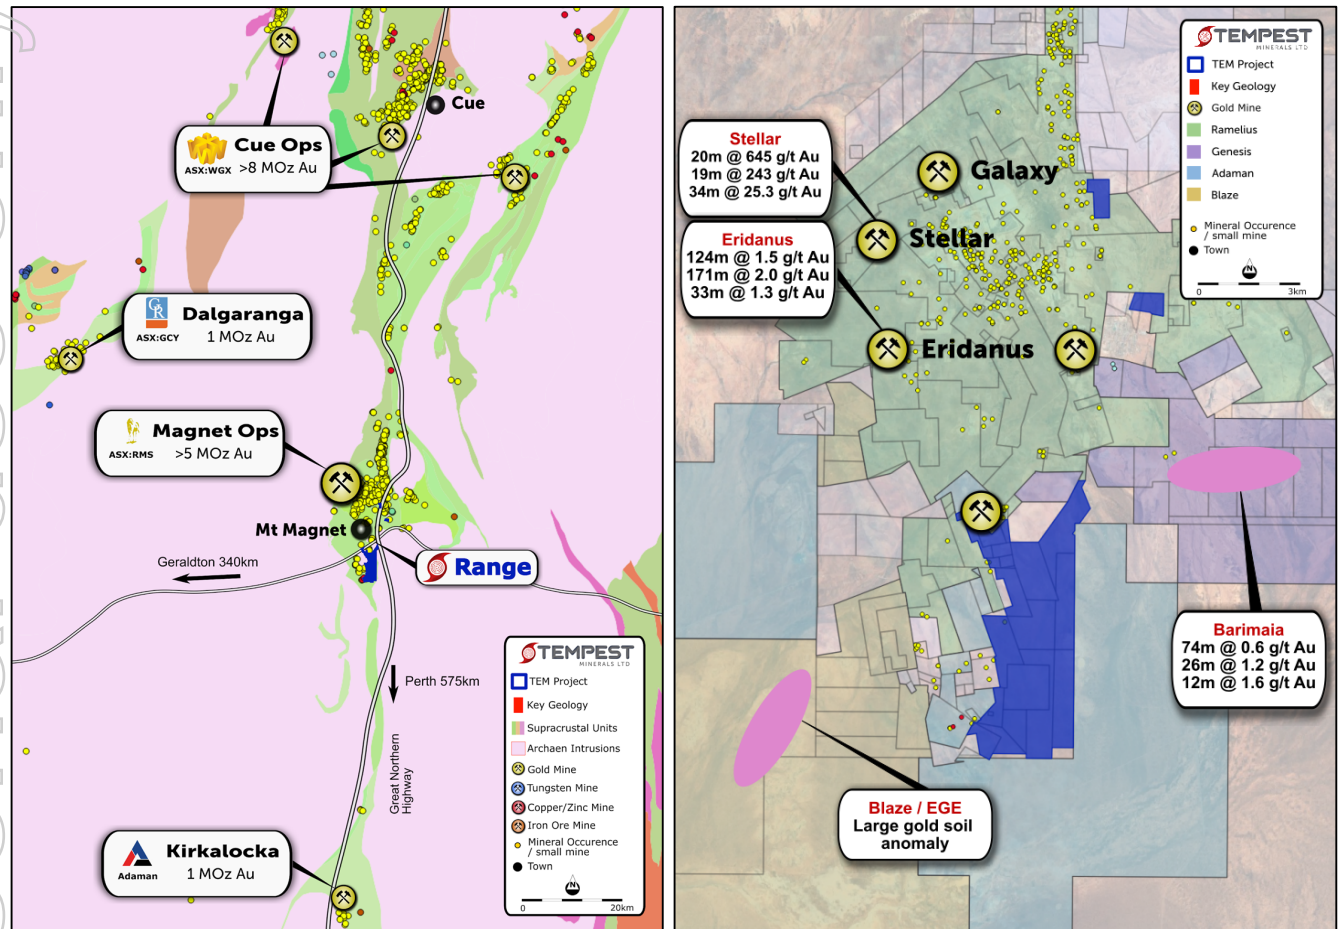 Cue
Cue Ops
ASX:WGX
>8 MOz Au
Dalgaranga
ASX:GCY
1 MOz Au
Magnet Ops
ASX:RMS
>5 MOz Au
Mt Magnet
Geraldton 340km
Range
Perth 575km
Great Northern
Highway
Kirkalocka
Adaman
1 MOz Au
TEMPEST
MINERALS LTD
TEM Project
Key Geology
Supracrustal Units
Archaen Intrusions
Gold Mine
Tungsten Mine
Copper/Zinc Mine
Iron Ore Mine
Mineral Occurence
/ small mine
Town
N
0 20km
Stellar
20m @ 645 g/t Au
19m @ 243 g/t Au
34m @ 25.3 g/t Au
Eridanus
124m @ 1.5 g/t Au
171m @ 2.0 g/t Au
33m @ 1.3 g/t Au
Galaxy
Stellar
Eridanus
TEMPEST
MINERALS LTD
TEM Project
Key Geology
Gold Mine
Ramelius
Genesis
Adaman
Blaze
Mineral Occurence
/ small mine
Town
N
0 3km
Barimaia
74m @ 0.6 g/t Au
26m @ 1.2 g/t Au
12m @ 1.6 g/t Au
Blaze / EGE
Large gold soil
anomaly